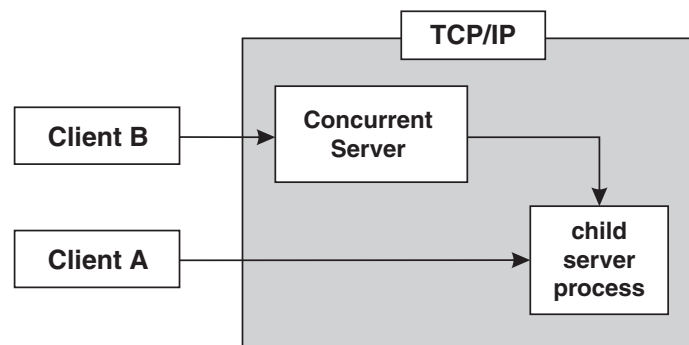 TCP/IP
Client B
Concurrent
Server
Client A
child
server
process